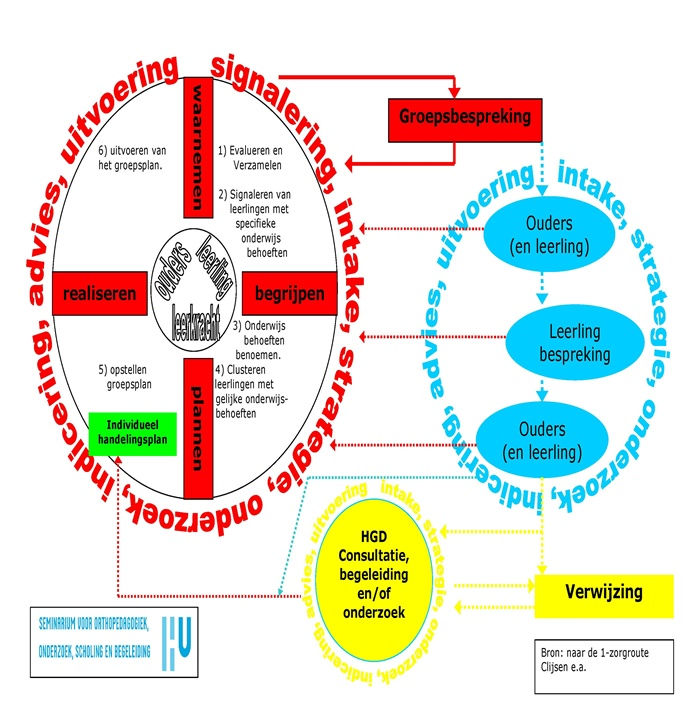 signalering, intake, strategie, onderzoek, indicering, advies, uitvoering
waarnemen
6) uitvoeren van
het groepsplan.
1) Evalueren en
Verzamelen
2) Signaleren van
leerlingen met
specifieke
onderwijs
behoeften
ouders
leerling
leerkracht
realiseren
begrijpen
3) Onderwijs
behoeften
benoemen.
4) Clusteren
leerlingen met
gelijke onderwijs-
behoeften
5) opstellen
groepsplan
plannen
Individueel
handelingsplan
Groepsbespreking
intake, strategie, onderzoek, indicering, advies, uitvoering
Ouders
(en leerling)
Leerling
bespreking
Ouders
(en leerling)
intake, strategie, onderzoek, indicering, advies, uitvoering
HGD
Consultatie,
begeleiding
en/of
onderzoek
Verwijzing
SEMINARIUM VOOR ORTHOPEDAGOGIEK,
ONDERZOEK, SCHOLING EN BEGELEIDING
HU
Bron: naar de 1-zorgroute
Clijsen e.a.